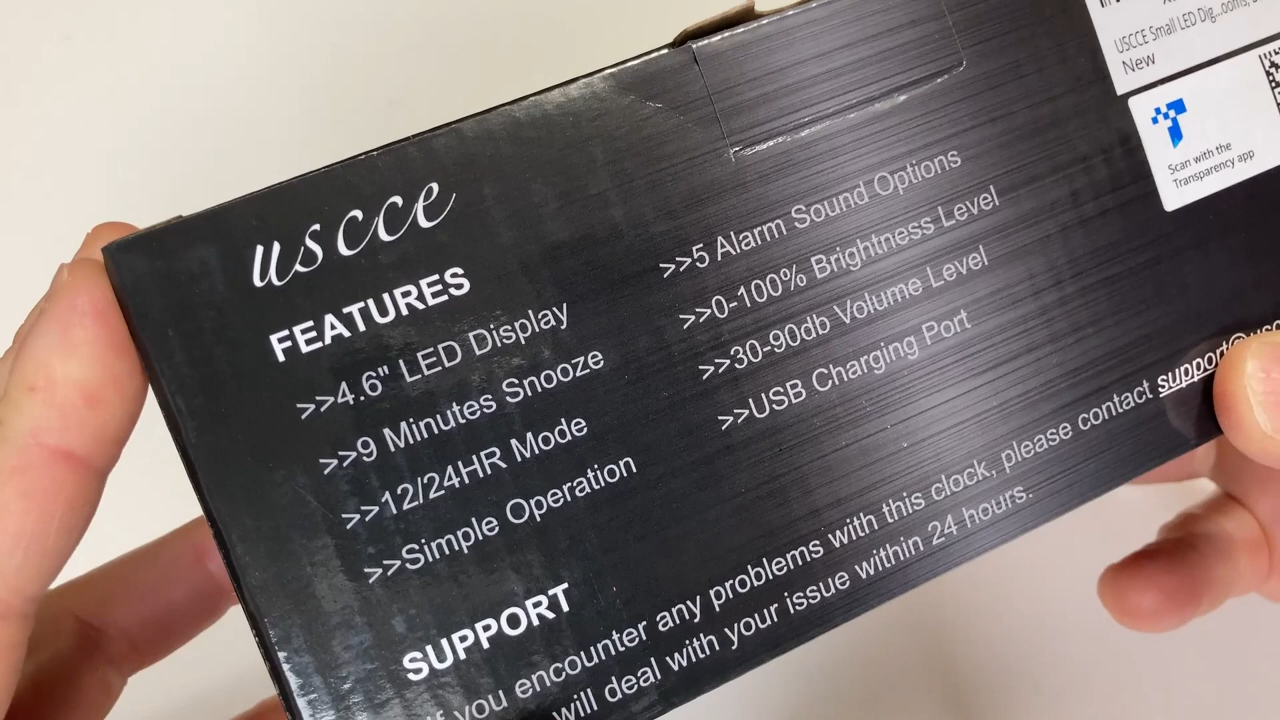 uscce
FEATURES
>>4.6" LED Display
>>9 Minutes Snooze
>>12/24HR Mode
>>Simple Operation
>>5 Alarm Sound Options
>>0-100% Brightness Level
>>30-90db Volume Level
>>USB Charging Port
SUPPORT
If you encounter any problems with this clock, please contact support@
will deal with your issue within 24 hours.
USCCE Small LED Dig...ooms,
New
Scan with the
Transparency app